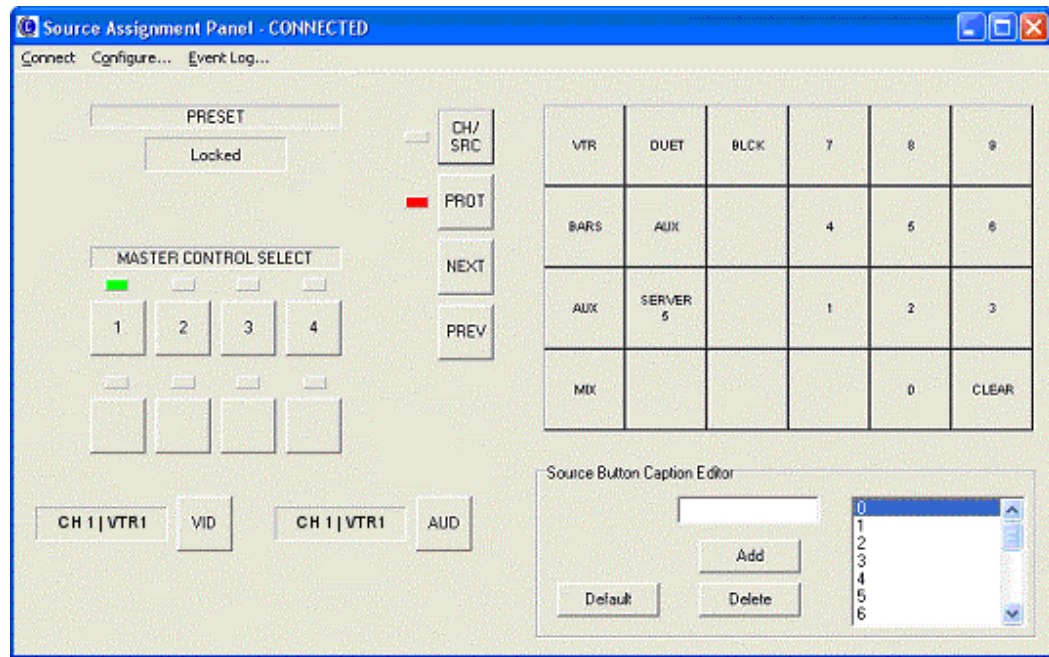 Source Assignment Panel - CONNECTED
Connect Configure... Event Log...
PRESET
Locked
CH/
SRC
PROT
NEXT
PREV
MASTER CONTROL SELECT
1 2 3 4
CH 1 | VTR1 VID CH 1 | VTR1 AUD
VTR DUET BLCK 7 8 9
BARS AUX 4 5 6
AUX SERVER 1 2 3
5
MIX 0 CLEAR
Source Button Caption Editor
Add
Default Delete
0
1
2
3
4
5
6